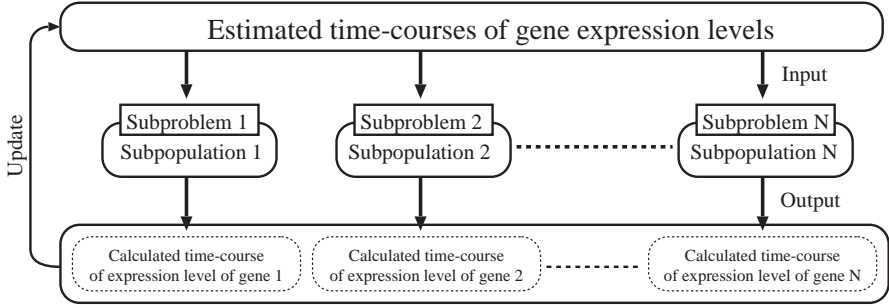 Estimated time-courses of gene expression levels
Input
Update
Subproblem 1
Subpopulation 1
Subproblem 2
Subpopulation 2
Subproblem N
Subpopulation N
Output
Calculated time-course
of expression level of gene 1
Calculated time-course
of expression level of gene 2
Calculated time-course
of expression level of gene N